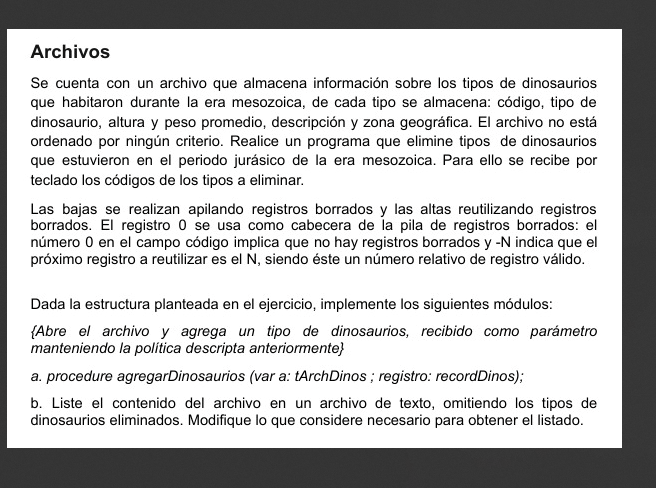 Archivos
Se cuenta con un archivo que almacena información sobre los tipos de dinosaurios
que habitaron durante la era mesozoica, de cada tipo se almacena: código, tipo de
dinosaurio, altura y peso promedio, descripción y zona geográfica. El archivo no está
ordenado por ningún criterio. Realice un programa que elimine tipos de dinosaurios
que estuvieron en el periodo jurásico de la era mesozoica. Para ello se recibe por
teclado los códigos de los tipos a eliminar.
Las bajas se realizan apilando registros borrados y las altas reutilizando registros
borrados. El registro 0 se usa como cabecera de la pila de registros borrados: el
número 0 en el campo código implica que no hay registros borrados y -N indica que el
próximo registro a reutilizar es el N, siendo éste un número relativo de registro válido.
Dada la estructura planteada en el ejercicio, implemente los siguientes módulos:
{Abre el archivo y agrega un tipo de dinosaurios, recibido como parámetro
manteniendo la política descripta anteriormente}
a. procedure agregarDinosaurios (var a: tArchDinos ; registro: recordDinos);
b. Liste el contenido del archivo en un archivo de texto, omitiendo los tipos de
dinosaurios eliminados. Modifique lo que considere necesario para obtener el listado.